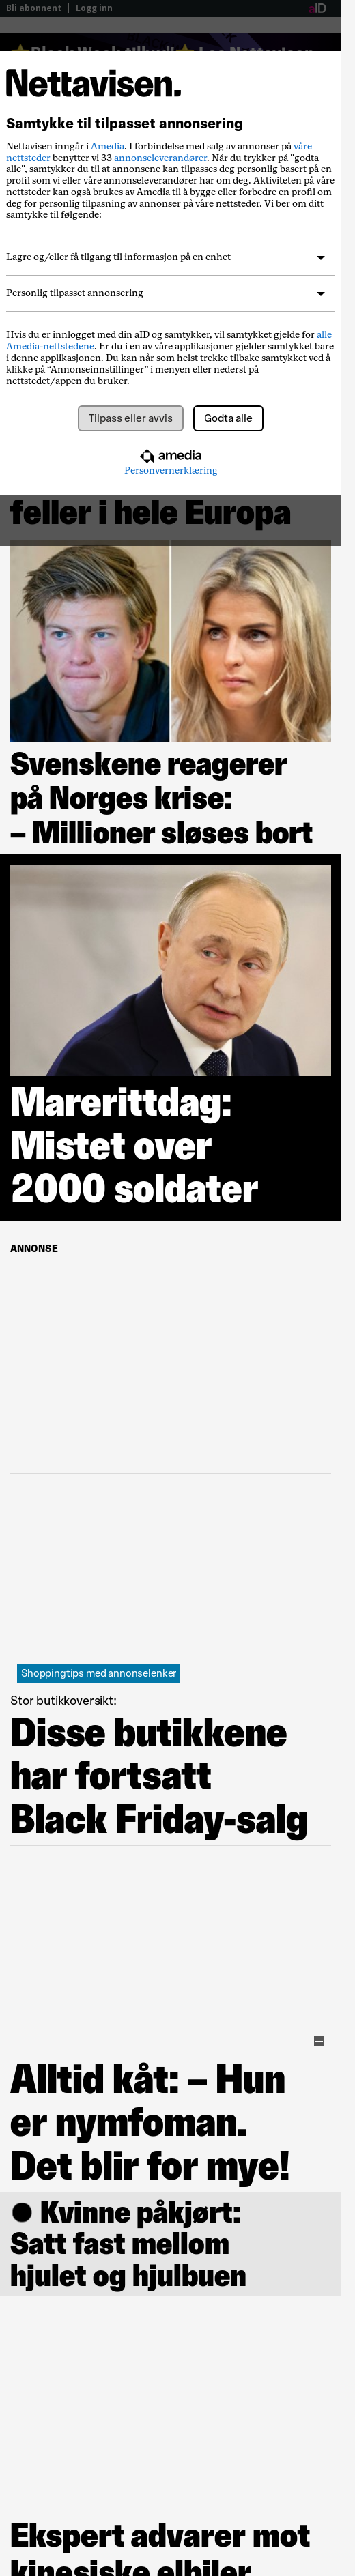 Bli abonnent | Logg inn
aID
Nettavisen.
Samtykke til tilpasset annonsering
Nettavisen inngår i Amedia. I forbindelse med salg av annonser på våre
nettsteder benytter vi 33 annonseleverandører. Når du trykker på "godta
alle", samtykker du til at annonsene kan tilpasses deg personlig basert på en
profil som vi eller våre annonseleverandører har om deg. Aktiviteten på våre
nettsteder kan også brukes av Amedia til å bygge eller forbedre en profil om
deg for personlig tilpasning av annonser på våre nettsteder. Vi ber om ditt
samtykke til følgende:
Lagre og/eller få tilgang til informasjon på en enhet
Personlig tilpasset annonsering
Hvis du er innlogget med din aID og samtykker, vil samtykket gjelde for alle
Amedia-nettstedene. Er du i en av våre applikasjoner gjelder samtykket bare
i denne applikasjonn. Du kan når som helst trekke tilbake samtykket ved å
klikke på “Annonseinnstillinger” i menyen eller nederst på
nettstedet/appen du bruker.
Tilpass eller avvis
Godta alle
amedia
Personvernerklæring
feller i hele Europa
Svenskene reagerer
på Norges krise:
– Millioner sløses bort
Marerittdag:
Mistet over
2000 soldater
ANNONSE
Shoppingtips med annonselenker
Stor butikkoversikt:
Disse butikkene
har fortsatt
Black Friday-salg
Alltid kåt: – Hun
er nymfoman.
Det blir for mye!
Kvinne påkjørt:
Satt fast mellom
hjulet og hjulbuen
Ekspert advarer mot
kinesiske elbiler